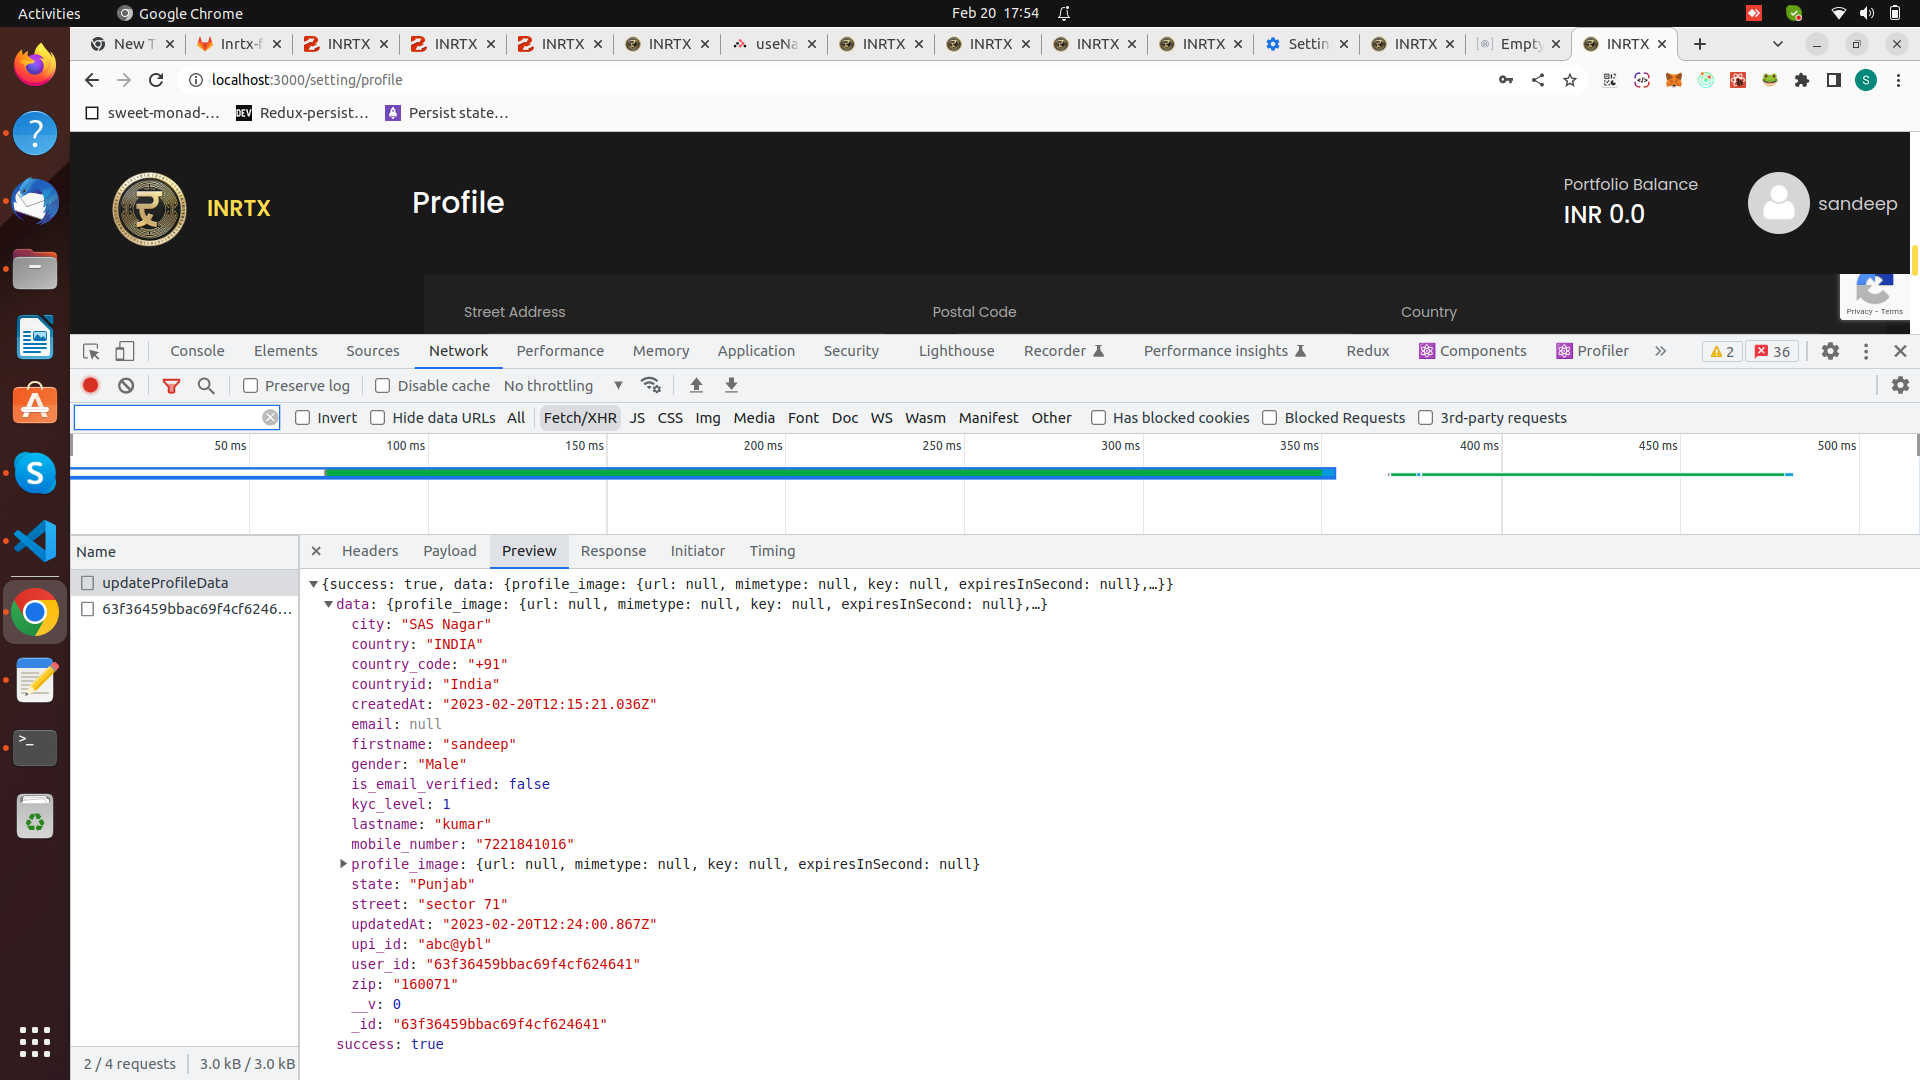 Activities Google Chrome Feb 20 17:54
New T Inrtx-f INRTX INRTX INRTX INRTX useNa INRTX INRTX INRTX INRTX Settin INRTX Empty INRTX
localhost:3000/setting/profile S
sweet-monad-… DEV Redux-persist… Persist state…
INRTX Profile Portfolio Balance sandeep
INR 0.0
Street Address Postal Code Country
Privacy - Terms
Console Elements Sources Network Performance Memory Application Security Lighthouse Recorder Performance insights Redux Components Profiler » 2 36
Preserve log Disable cache No throttling
Invert Hide data URLs All Fetch/XHR JS CSS Img Media Font Doc WS Wasm Manifest Other Has blocked cookies Blocked Requests 3rd-party requests
50 ms 100 ms 150 ms 200 ms 250 ms 300 ms 350 ms 400 ms 450 ms 500 ms
Name Headers Payload Preview Response Initiator Timing
updateProfileData
63f36459bbac69f4cf6246…
{success: true, data: {profile_image: {url: null, mimetype: null, key: null, expiresInSecond: null},…}}
data: {profile_image: {url: null, mimetype: null, key: null, expiresInSecond: null},…}
city: "SAS Nagar"
country: "INDIA"
country_code: "+91"
countryid: "India"
createdAt: "2023-02-20T12:15:21.036Z"
email: null
firstname: "sandeep"
gender: "Male"
is_email_verified: false
kyc_level: 1
lastname: "kumar"
mobile_number: "7221841016"
profile_image: {url: null, mimetype: null, key: null, expiresInSecond: null}
state: "Punjab"
street: "sector 71"
updatedAt: "2023-02-20T12:24:00.867Z"
upi_id: "abc@ybl"
user_id: "63f36459bbac69f4cf624641"
zip: "160071"
__v: 0
_id: "63f36459bbac69f4cf624641"
success: true
2 / 4 requests 3.0 kB / 3.0 kB